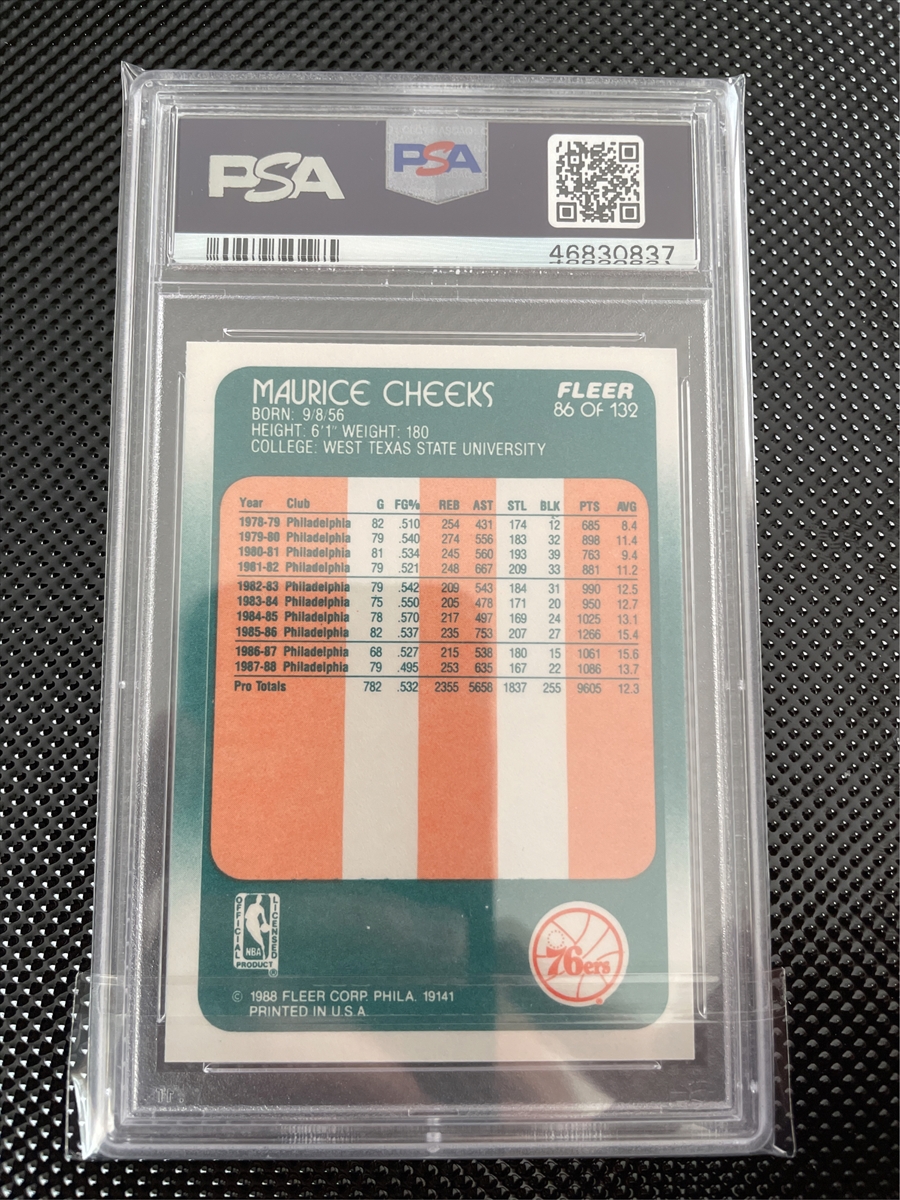 PSA PSA
46830837
MAURICE CHEEKS FLEER
BORN: 9/8/56 86 OF 132
HEIGHT: 6'1" WEIGHT: 180
COLLEGE: WEST TEXAS STATE UNIVERSITY
Year Club G FG% REB AST STL BLK PTS AVG
1978-79 Philadelphia 82 .510 254 431 174 12 685 8.4
1979-80 Philadelphia 79 .540 274 556 183 32 898 11.4
1980-81 Philadelphia 81 .534 245 560 193 39 763 9.4
1981-82 Philadelphia 79 .521 248 667 209 33 881 11.2
1982-83 Philadelphia 79 .542 209 543 184 31 990 12.5
1983-84 Philadelphia 75 .550 205 478 171 20 950 12.7
1984-85 Philadelphia 78 .570 217 497 169 24 1025 13.1
1985-86 Philadelphia 82 .537 235 753 207 27 1266 15.4
1986-87 Philadelphia 68 .527 215 538 180 15 1061 15.6
1987-88 Philadelphia 79 .495 253 635 167 22 1086 13.7
Pro Totals 782 .532 2355 5658 1837 255 9605 12.3
OFFICIAL LICENSED
NBA
PRODUCT ®
76ers ®
© 1988 FLEER CORP. PHILA. 19141
PRINTED IN U.S.A.